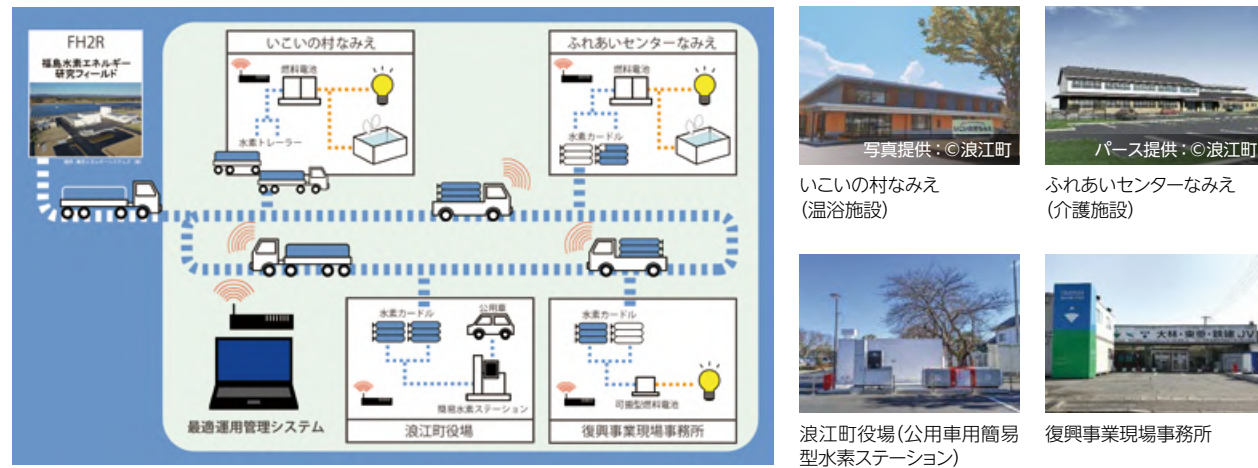 FH2R
福島水素エネルギー
研究フィールド
いこいの村なみえ
燃料電池
水素トレーラー
ふれあいセンターなみえ
燃料電池
水素カードル
最適運用管理システム
水素カードル
公用車
簡易水素ステーション
浪江町役場
水素カードル
可搬型燃料電池
復興事業現場事務所
写真提供：©浪江町
いこいの村なみえ
(温浴施設)
パース提供：©浪江町
ふれあいセンターなみえ
(介護施設)
浪江町役場(公用車用簡易
型水素ステーション)
大林・東亜・鉄建 JV
復興事業現場事務所